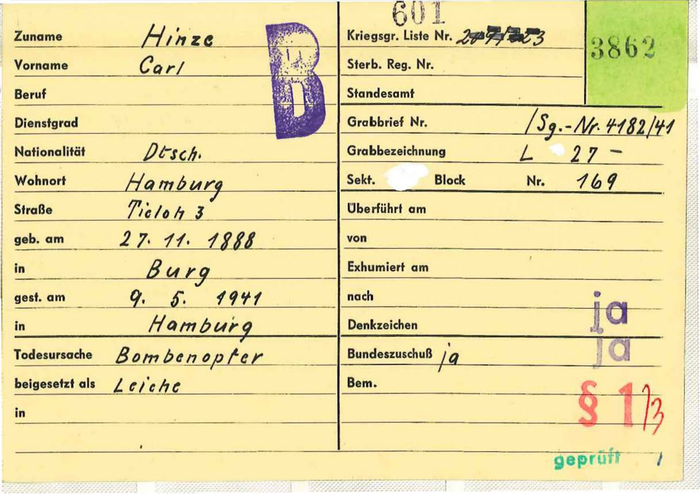 601
B
3862
Zuname Hinze
Vorname Carl
Beruf
Dienstgrad
Nationalität Dtsch.
Wohnort Hamburg
Straße Tieloh 3
geb. am 27. 11. 1888
in Burg
gest. am 9. 5. 1941
in Hamburg
Todesursache Bombenopfer
beigesetzt als Leiche
in
Kriegsgr. Liste Nr.
Sterb. Reg. Nr.
Standesamt
Grabbrief Nr. /Sg.-Nr. 4182/41
Grabbezeichnung L 27 –
Sekt. Block Nr. 169
Überführt am
von
Exhumiert am
nach
Denkzeichen ja
ja
Bundeszuschuß ja
Bem.
§ 1/3
geprüft